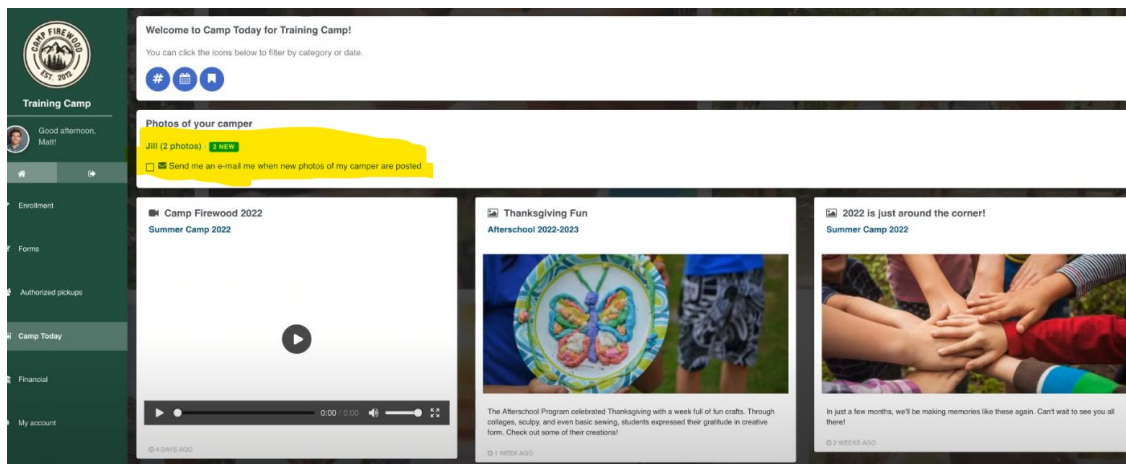 CAMP FIREWOOD
EST. 2012
Training Camp
Good afternoon,
Matt!
Enrollment
Forms
Authorized pickups
Camp Today
Financial
My account
Welcome to Camp Today for Training Camp!
You can click the icons below to filter by category or date.
#
Photos of your camper
Jill (2 photos) · 2 NEW
Send me an e-mail me when new photos of my camper are posted
Camp Firewood 2022
Summer Camp 2022
0:00 / 0:00
4 DAYS AGO
Thanksgiving Fun
Afterschool 2022-2023
The Afterschool Program celebrated Thanksgiving with a week full of fun crafts. Through
collages, sculpy, and even basic sewing, students expressed their gratitude in creative
form. Check out some of their creations!
1 WEEK AGO
2022 is just around the corner!
Summer Camp 2022
In just a few months, we'll be making memories like these again. Can't wait to see you all
there!
2 WEEKS AGO